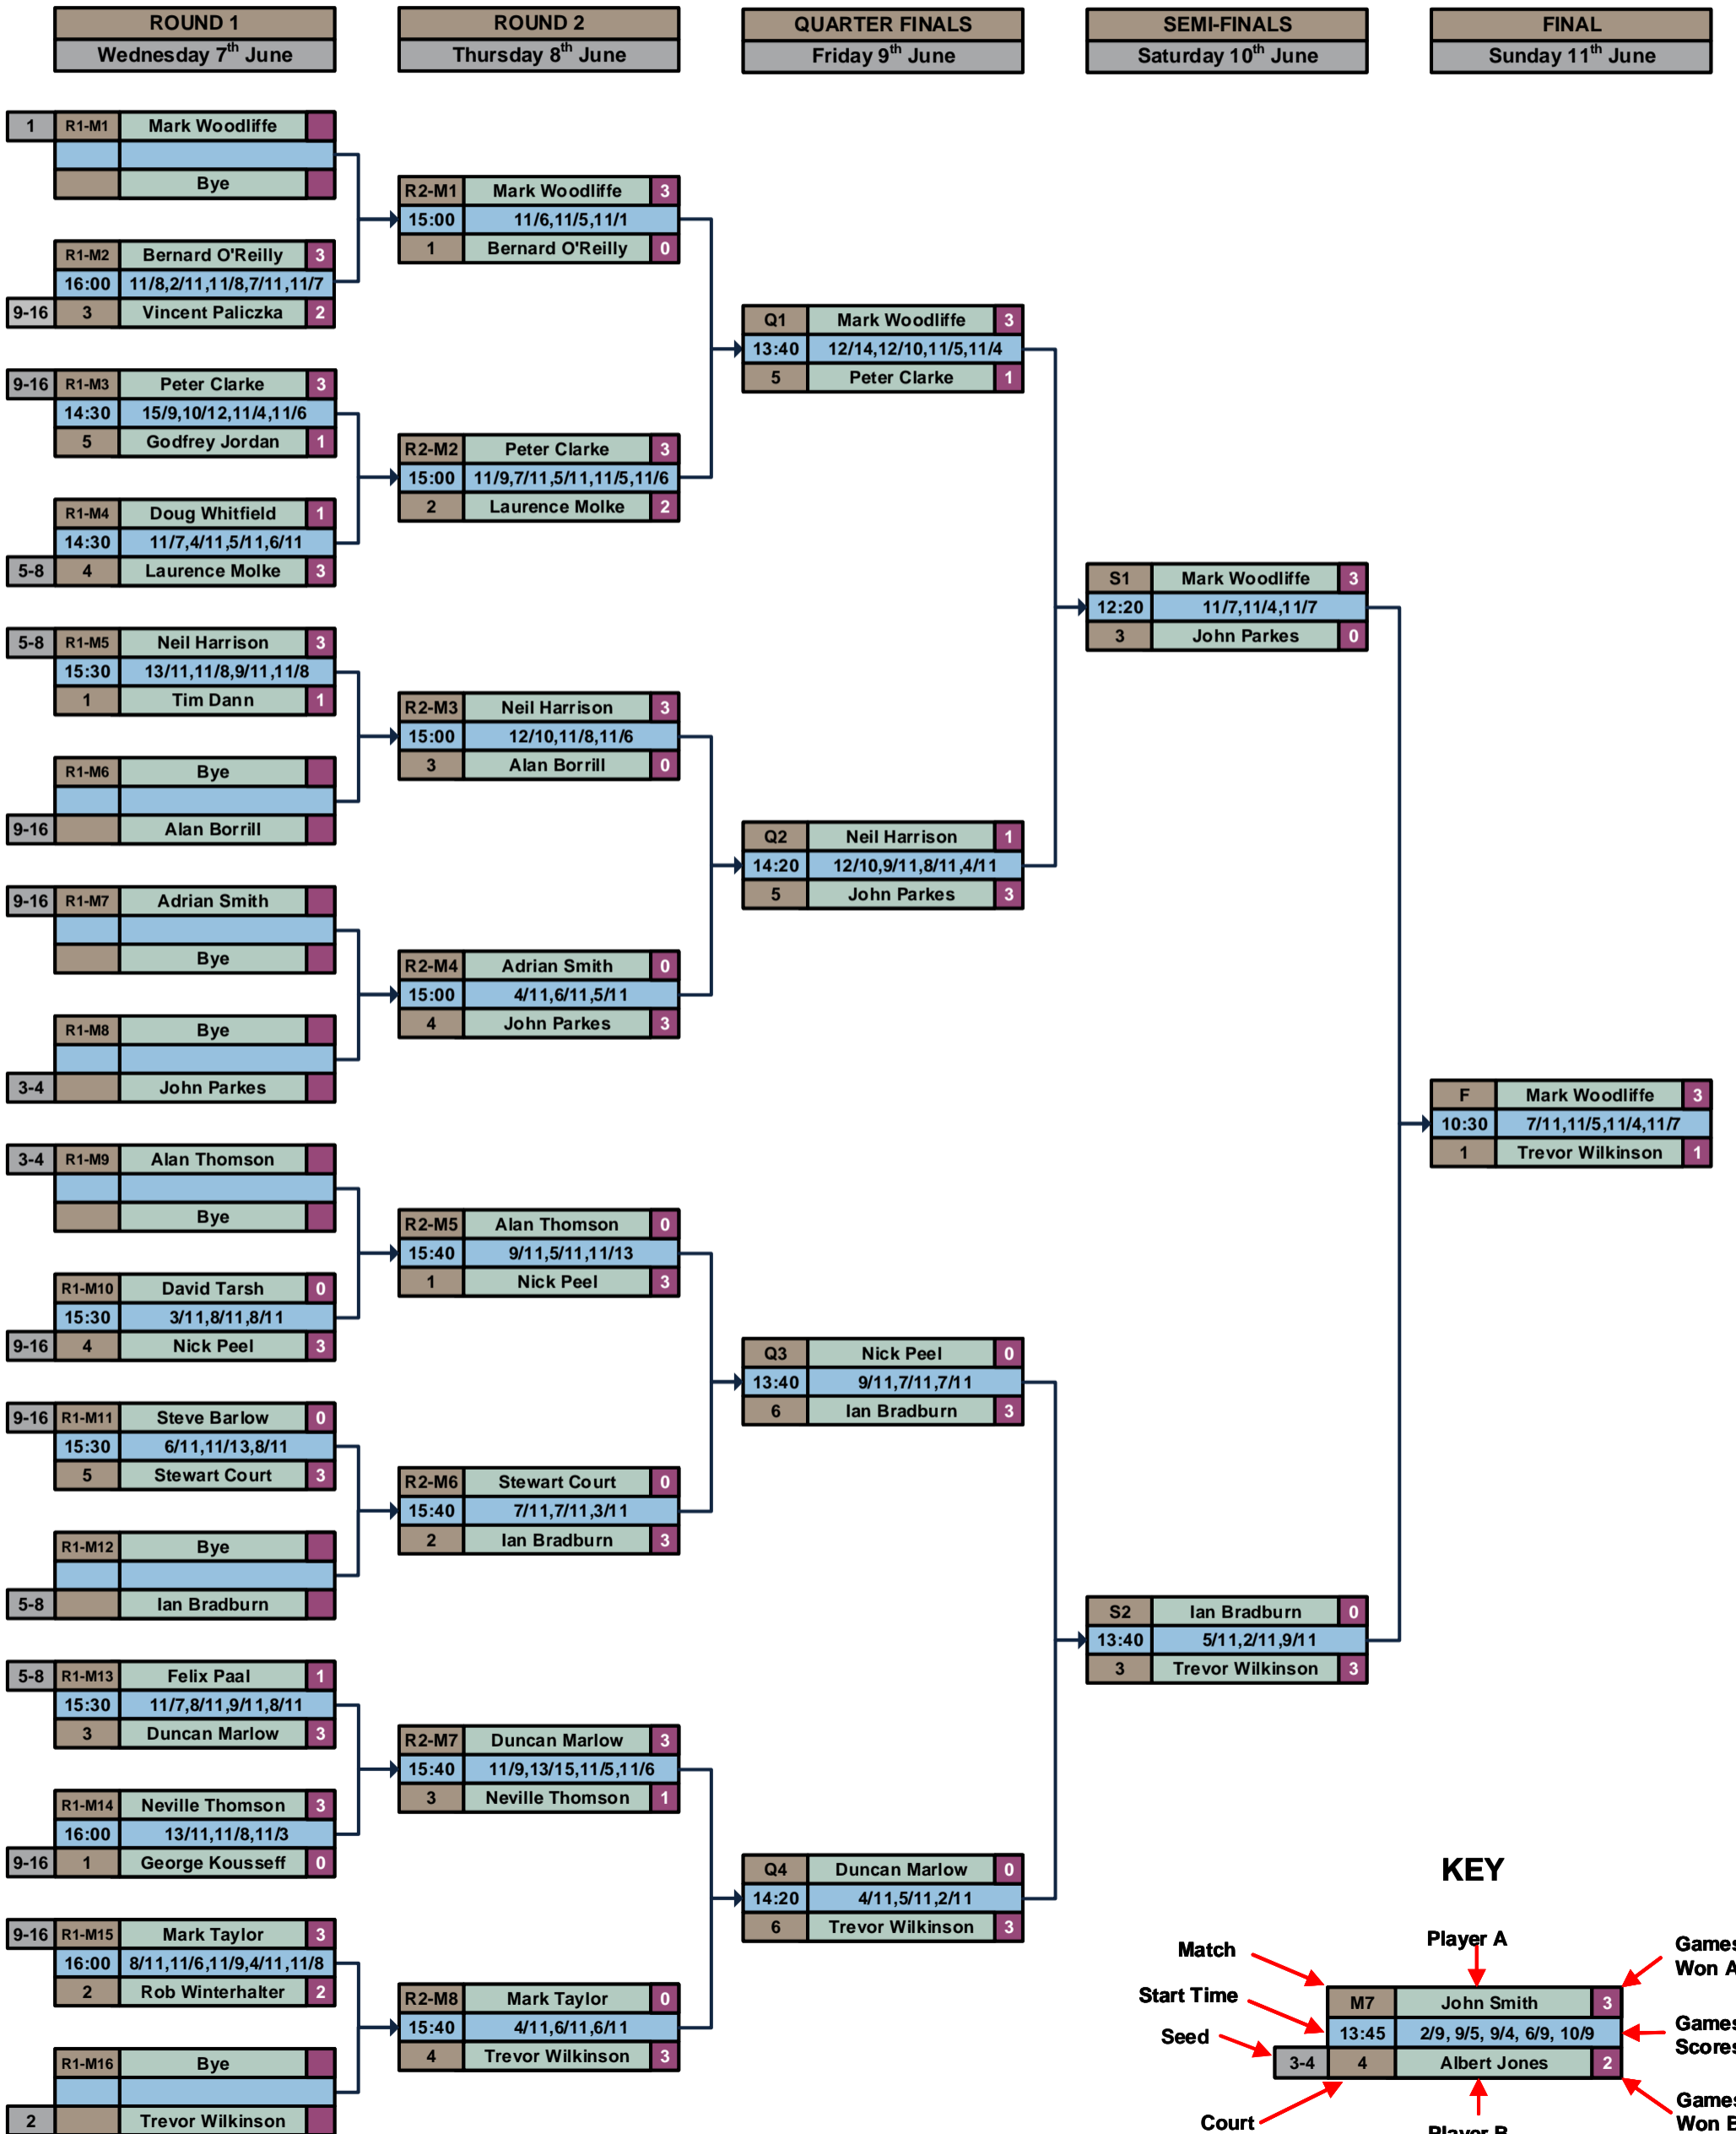 ROUND 1
Wednesday 7th June
ROUND 2
Thursday 8th June
QUARTER FINALS
Friday 9th June
SEMI-FINALS
Saturday 10th June
FINAL
Sunday 11th June
1 R1-M1 Mark Woodliffe
Bye
R1-M2 Bernard O'Reilly 3
16:00 11/8,2/11,11/8,7/11,11/7
9-16 3 Vincent Paliczka 2
9-16 R1-M3 Peter Clarke 3
14:30 15/9,10/12,11/4,11/6
5 Godfrey Jordan 1
R1-M4 Doug Whitfield 1
14:30 11/7,4/11,5/11,6/11
5-8 4 Laurence Molke 3
5-8 R1-M5 Neil Harrison 3
15:30 13/11,11/8,9/11,11/8
1 Tim Dann 1
R1-M6 Bye
9-16 Alan Borrill
9-16 R1-M7 Adrian Smith
Bye
R1-M8 Bye
3-4 John Parkes
3-4 R1-M9 Alan Thomson
Bye
R1-M10 David Tarsh 0
15:30 3/11,8/11,8/11
9-16 4 Nick Peel 3
9-16 R1-M11 Steve Barlow 0
15:30 6/11,11/13,8/11
5 Stewart Court 3
R1-M12 Bye
5-8 Ian Bradburn
5-8 R1-M13 Felix Paal 1
15:30 11/7,8/11,9/11,8/11
3 Duncan Marlow 3
R1-M14 Neville Thomson 3
16:00 13/11,11/8,11/3
9-16 1 George Kousseff 0
9-16 R1-M15 Mark Taylor 3
16:00 8/11,11/6,11/9,4/11,11/8
2 Rob Winterhalter 2
R1-M16 Bye
2 Trevor Wilkinson
R2-M1 Mark Woodliffe 3
15:00 11/6,11/5,11/1
1 Bernard O'Reilly 0
R2-M2 Peter Clarke 3
15:00 11/9,7/11,5/11,11/5,11/6
2 Laurence Molke 2
R2-M3 Neil Harrison 3
15:00 12/10,11/8,11/6
3 Alan Borrill 0
R2-M4 Adrian Smith 0
15:00 4/11,6/11,5/11
4 John Parkes 3
R2-M5 Alan Thomson 0
15:40 9/11,5/11,11/13
1 Nick Peel 3
R2-M6 Stewart Court 0
15:40 7/11,7/11,3/11
2 Ian Bradburn 3
R2-M7 Duncan Marlow 3
15:40 11/9,13/15,11/5,11/6
3 Neville Thomson 1
R2-M8 Mark Taylor 0
15:40 4/11,6/11,6/11
4 Trevor Wilkinson 3
Q1 Mark Woodliffe 3
13:40 12/14,12/10,11/5,11/4
5 Peter Clarke 1
Q2 Neil Harrison 1
14:20 12/10,9/11,8/11,4/11
5 John Parkes 3
Q3 Nick Peel 0
13:40 9/11,7/11,7/11
6 Ian Bradburn 3
Q4 Duncan Marlow 0
14:20 4/11,5/11,2/11
6 Trevor Wilkinson 3
S1 Mark Woodliffe 3
12:20 11/7,11/4,11/7
3 John Parkes 0
S2 Ian Bradburn 0
13:40 5/11,2/11,9/11
3 Trevor Wilkinson 3
F Mark Woodliffe 3
10:30 7/11,11/5,11/4,11/7
1 Trevor Wilkinson 1
KEY
Match
Player A
Games
Won A
Start Time
M7 John Smith 3
13:45 2/9, 9/5, 9/4, 6/9, 10/9
Games
Scores
Seed
3-4 4 Albert Jones 2
Court
Player B
Games
Won B